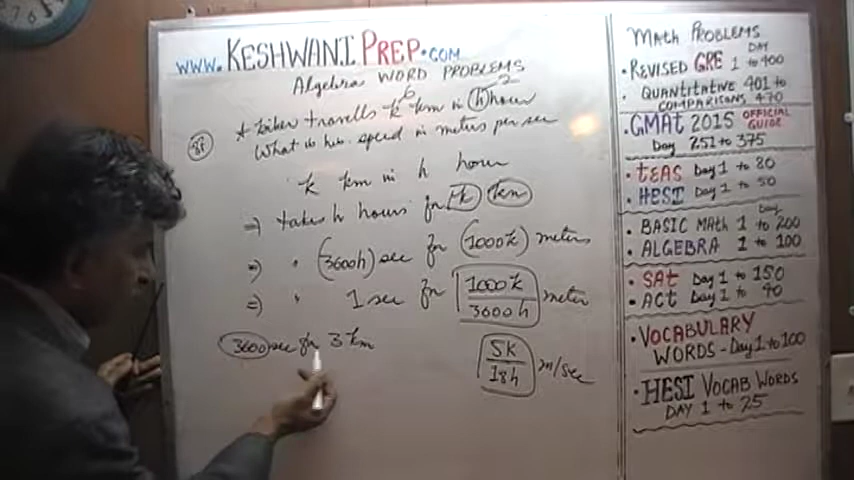 WWW.KESHWANI PREP.COM
Algebra WORD PROBLEMS
6 2
A biker travells k km in h hour
What is his speed in meters per sec
k km in h hour
⇒ takes h hours for k km
⇒ " (3600h) sec for (1000k) meters
⇒ " 1 sec for 1000k / 3600h meter
3600 sec for 3 km
5k / 18h m/sec
Math PROBLEMS
• REVISED GRE DAY 1 to 400
• QUANTITATIVE 401 to
COMPARISONS 470
• GMAT 2015 OFFICIAL GUIDE
Day 251 to 375
• TEAS Day 1 to 80
• HESI Day 1 to 50
Day
• BASIC Math 1 to 200
• ALGEBRA 1 to 100
• SAT Day 1 to 150
• ACT Day 1 to 90
• VOCABULARY
WORDS - Day 1 to 100
• HESI VOCAB WORDS
DAY 1 to 25